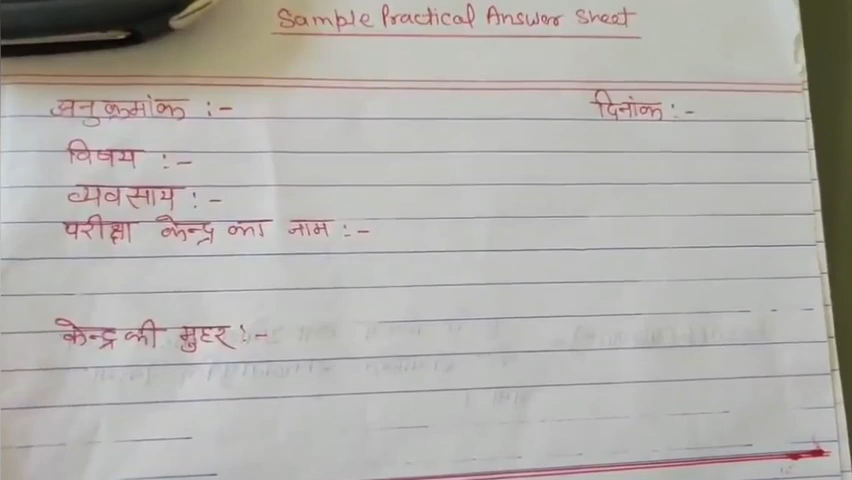 Sample Practical Answer Sheet
अनुक्रमांक :- दिनांक :-
विषय :-
व्यवसाय :-
परीक्षा केन्द्र का नाम :-
केन्द्र की मुहर :-